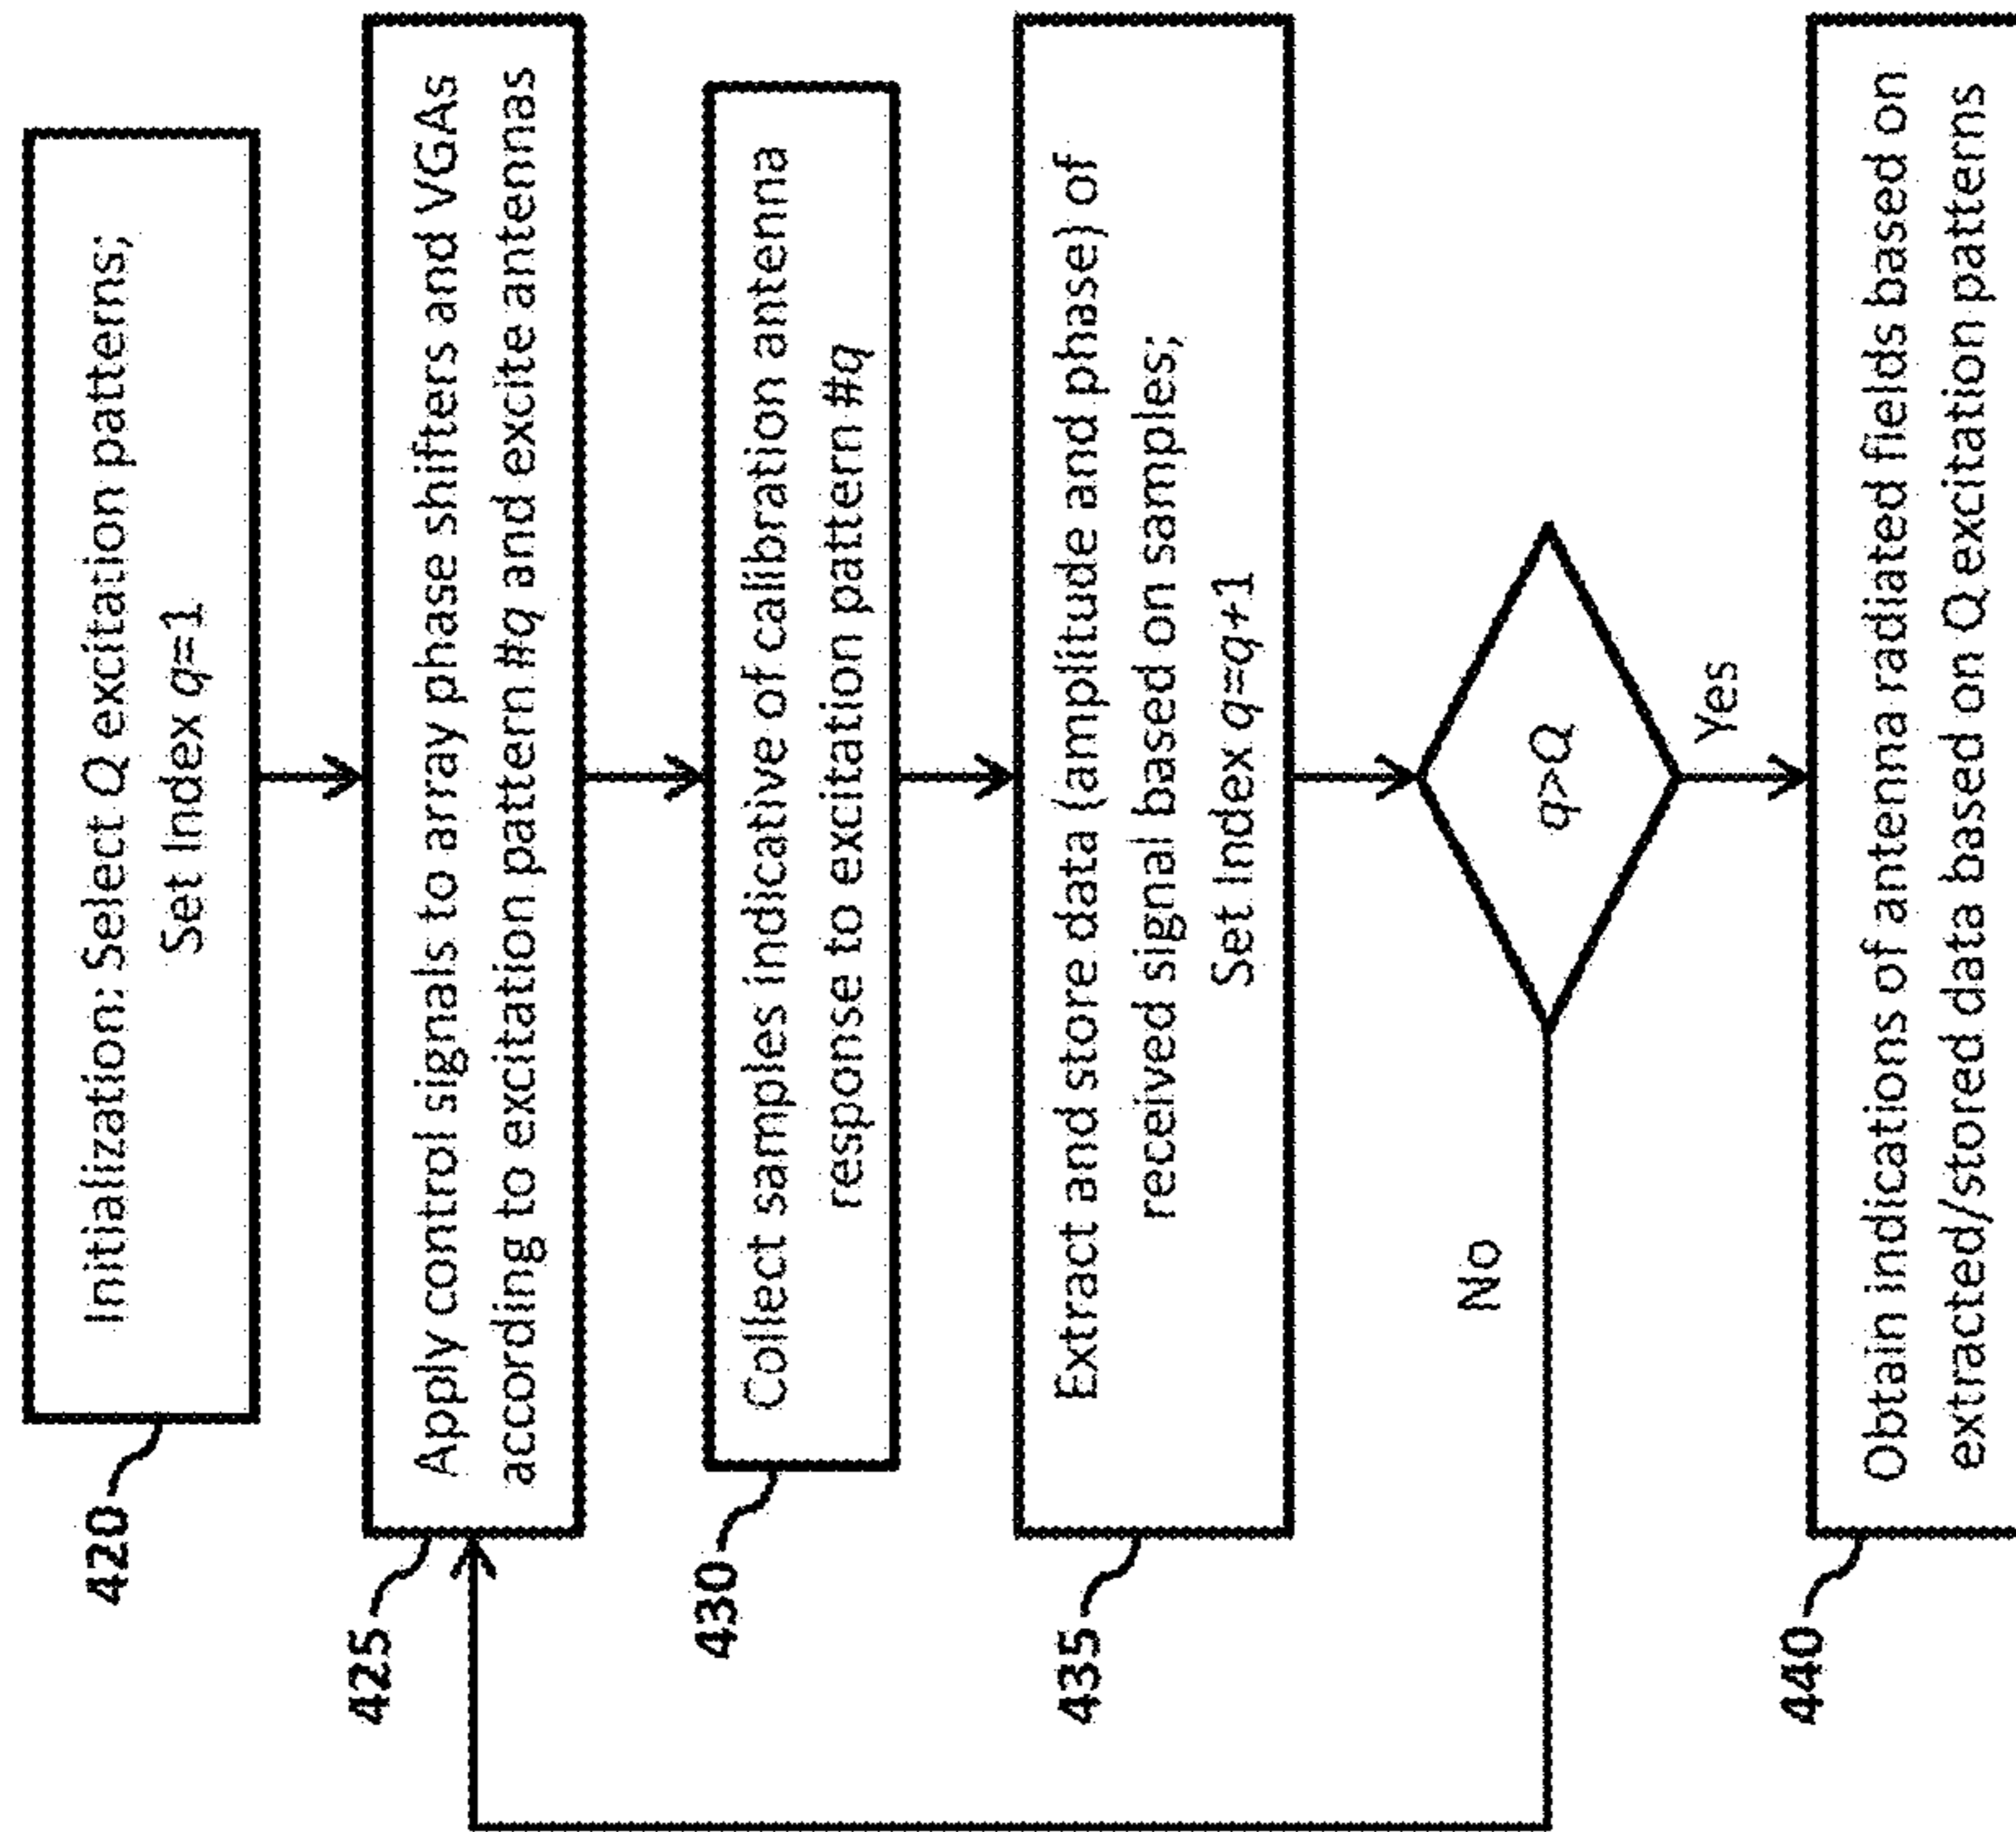 420
Initialization: Select Q excitation patterns;
Set Index q=1
425
Apply control signals to array phase shifters and VGAs
according to excitation pattern #q and excite antennas
430
Collect samples indicative of calibration antenna
response to excitation pattern #q
435
Extract and store data (amplitude and phase) of
received signal based on samples;
Set Index q=q+1
q>Q
No
Yes
440
Obtain indications of antenna radiated fields based on
extracted/stored data based on Q excitation patterns